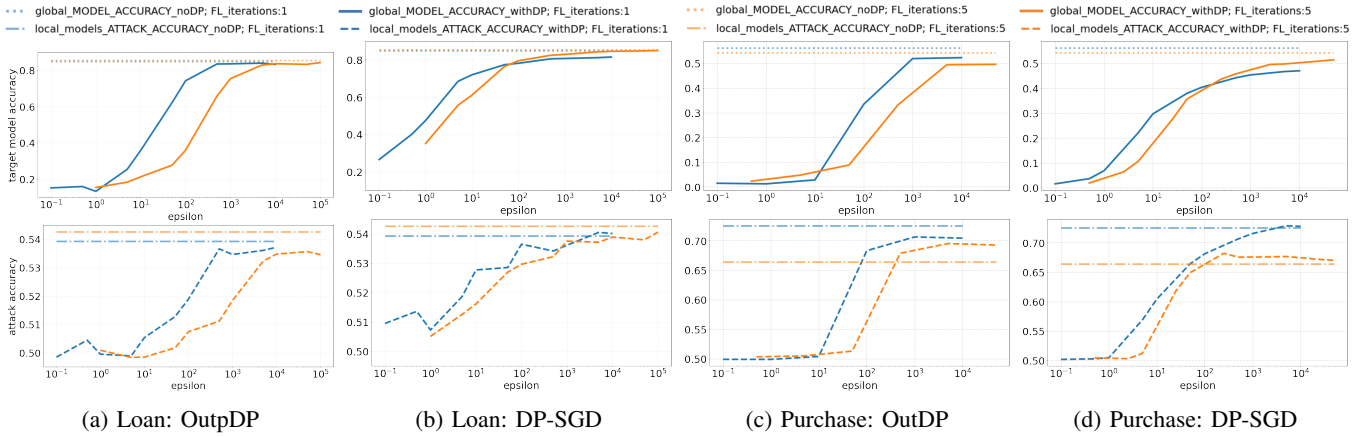 global_MODEL_ACCURACY_noDP; FL_iterations:1 global_MODEL_ACCURACY_withDP; FL_iterations:1 global_MODEL_ACCURACY_noDP; FL_iterations:5 global_MODEL_ACCURACY_withDP; FL_iterations:5
local_models_ATTACK_ACCURACY_noDP; FL_iterations:1 local_models_ATTACK_ACCURACY_withDP; FL_iterations:1 local_models_ATTACK_ACCURACY_noDP; FL_iterations:5 local_models_ATTACK_ACCURACY_withDP; FL_iterations:5
target model accuracy
0.8
0.6
0.4
0.2
10⁻¹ 10⁰ 10¹ 10² 10³ 10⁴ 10⁵
epsilon
0.8
0.6
0.4
0.2
10⁻¹ 10⁰ 10¹ 10² 10³ 10⁴ 10⁵
epsilon
0.5
0.4
0.3
0.2
0.1
0.0
10⁻¹ 10⁰ 10¹ 10² 10³ 10⁴
epsilon
0.5
0.4
0.3
0.2
0.1
0.0
10⁻¹ 10⁰ 10¹ 10² 10³ 10⁴
epsilon
attack accuracy
0.54
0.53
0.52
0.51
0.50
10⁻¹ 10⁰ 10¹ 10² 10³ 10⁴ 10⁵
epsilon
0.54
0.53
0.52
0.51
0.50
10⁻¹ 10⁰ 10¹ 10² 10³ 10⁴ 10⁵
epsilon
0.70
0.65
0.60
0.55
0.50
10⁻¹ 10⁰ 10¹ 10² 10³ 10⁴
epsilon
0.70
0.65
0.60
0.55
0.50
10⁻¹ 10⁰ 10¹ 10² 10³ 10⁴
epsilon
(a) Loan: OutpDP (b) Loan: DP-SGD (c) Purchase: OutDP (d) Purchase: DP-SGD